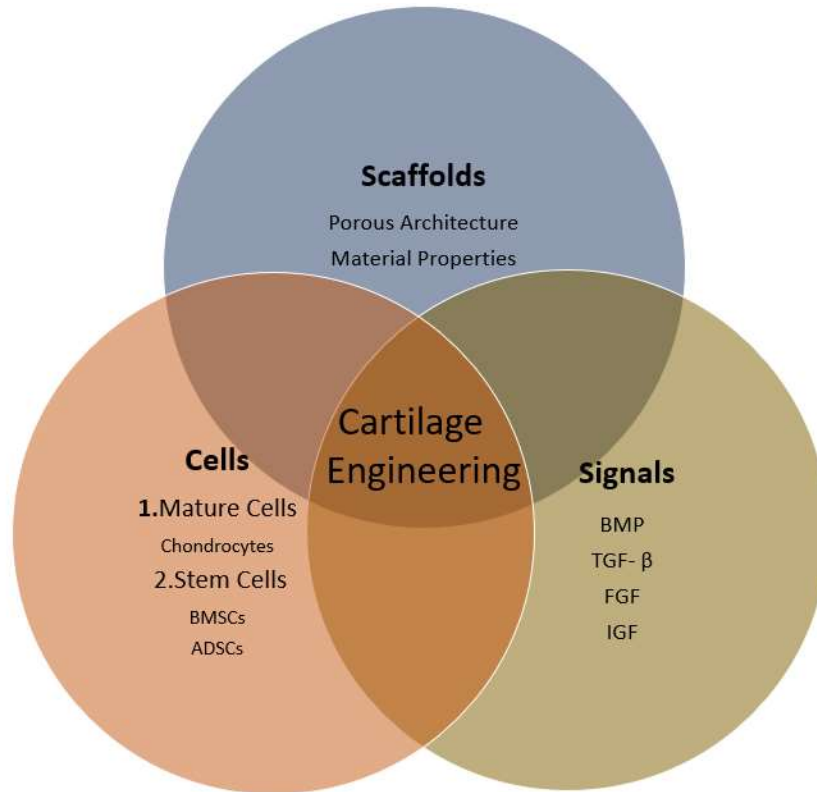 Scaffolds
Porous Architecture
Material Properties
Cartilage
Engineering
Cells
1.Mature Cells
Chondrocytes
2.Stem Cells
BMSCs
ADSCs
Signals
BMP
TGF- β
FGF
IGF